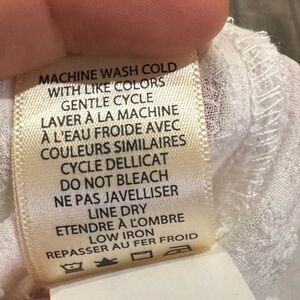 MACHINE WASH COLD
WITH LIKE COLORS
GENTLE CYCLE
LAVER À LA MACHINE
À L'EAU FROIDE AVEC
COULEURS SIMILAIRES
CYCLE DELLICAT
DO NOT BLEACH
NE PAS JAVELLISER
LINE DRY
ETENDRE À L'OMBRE
LOW IRON
REPASSER AU FER FROID